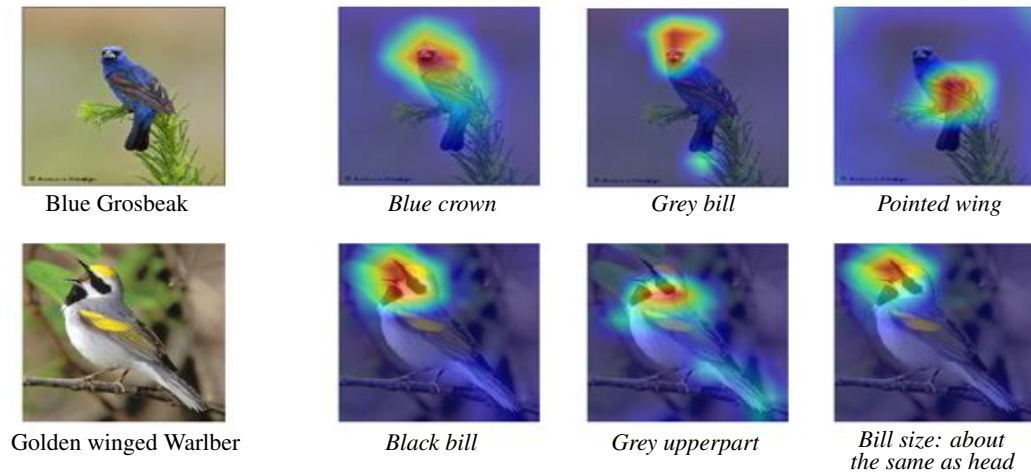 Blue Grosbeak
Blue crown
Grey bill
Pointed wing
Golden winged Warlber
Black bill
Grey upperpart
Bill size: about
the same as head